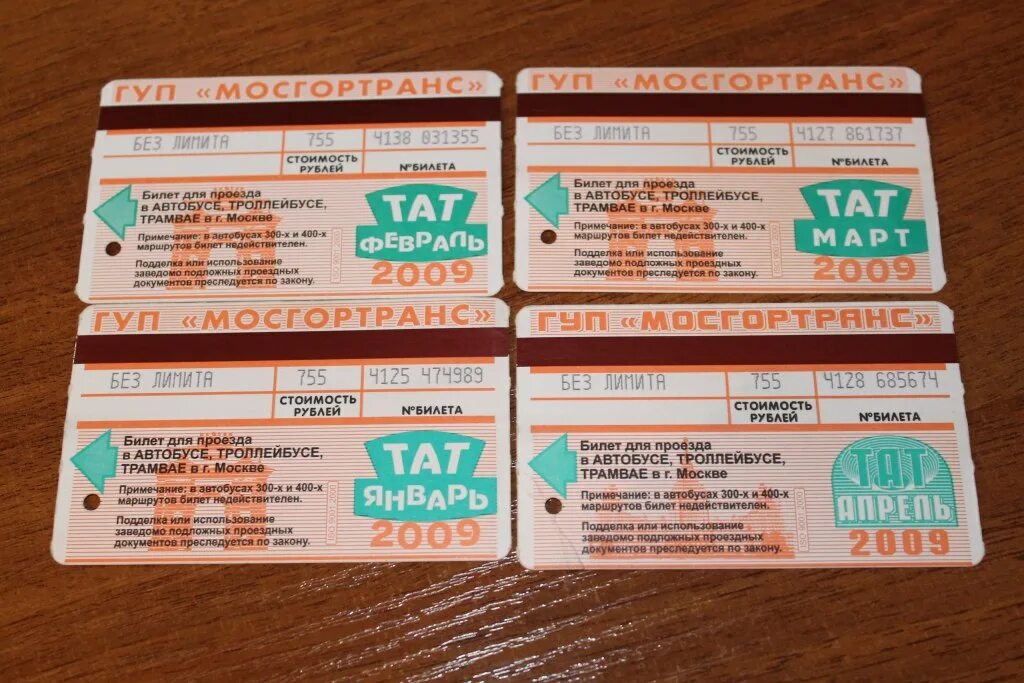 ГУП «МОСГОРТРАНС»
БЕЗ ЛИМИТА 755 4138 031355
СТОИМОСТЬ РУБЛЕЙ №БИЛЕТА
Билет для проезда
в АВТОБУСЕ, ТРОЛЛЕЙБУСЕ,
ТРАМВАЕ в г. Москве
Примечание: в автобусах 300-х и 400-х
маршрутов билет недействителен.
Подделка или использование
заведомо подложных проездных
документов преследуется по закону.
ТАТ
ФЕВРАЛЬ
2009
ГУП «МОСГОРТРАНС»
БЕЗ ЛИМИТА 755 4127 861737
СТОИМОСТЬ РУБЛЕЙ №БИЛЕТА
Билет для проезда
в АВТОБУСЕ, ТРОЛЛЕЙБУСЕ,
ТРАМВАЕ в г. Москве
Примечание: в автобусах 300-х и 400-х
маршрутов билет недействителен.
Подделка или использование
заведомо подложных проездных
документов преследуется по закону.
ТАТ
МАРТ
2009
ГУП «МОСГОРТРАНС»
БЕЗ ЛИМИТА 755 4125 474989
СТОИМОСТЬ РУБЛЕЙ №БИЛЕТА
Билет для проезда
в АВТОБУСЕ, ТРОЛЛЕЙБУСЕ,
ТРАМВАЕ в г. Москве
Примечание: в автобусах 300-х и 400-х
маршрутов билет недействителен.
Подделка или использование
заведомо подложных проездных
документов преследуется по закону.
ТАТ
ЯНВАРЬ
2009
ГУП «МОСГОРТРАНС»
БЕЗ ЛИМИТА 755 4128 685674
СТОИМОСТЬ РУБЛЕЙ №БИЛЕТА
Билет для проезда
в АВТОБУСЕ, ТРОЛЛЕЙБУСЕ,
ТРАМВАЕ в г. Москве
Примечание: в автобусах 300-х и 400-х
маршрутов билет недействителен.
Подделка или использование
заведомо подложных проездных
документов преследуется по закону.
ТАТ
АПРЕЛЬ
2009